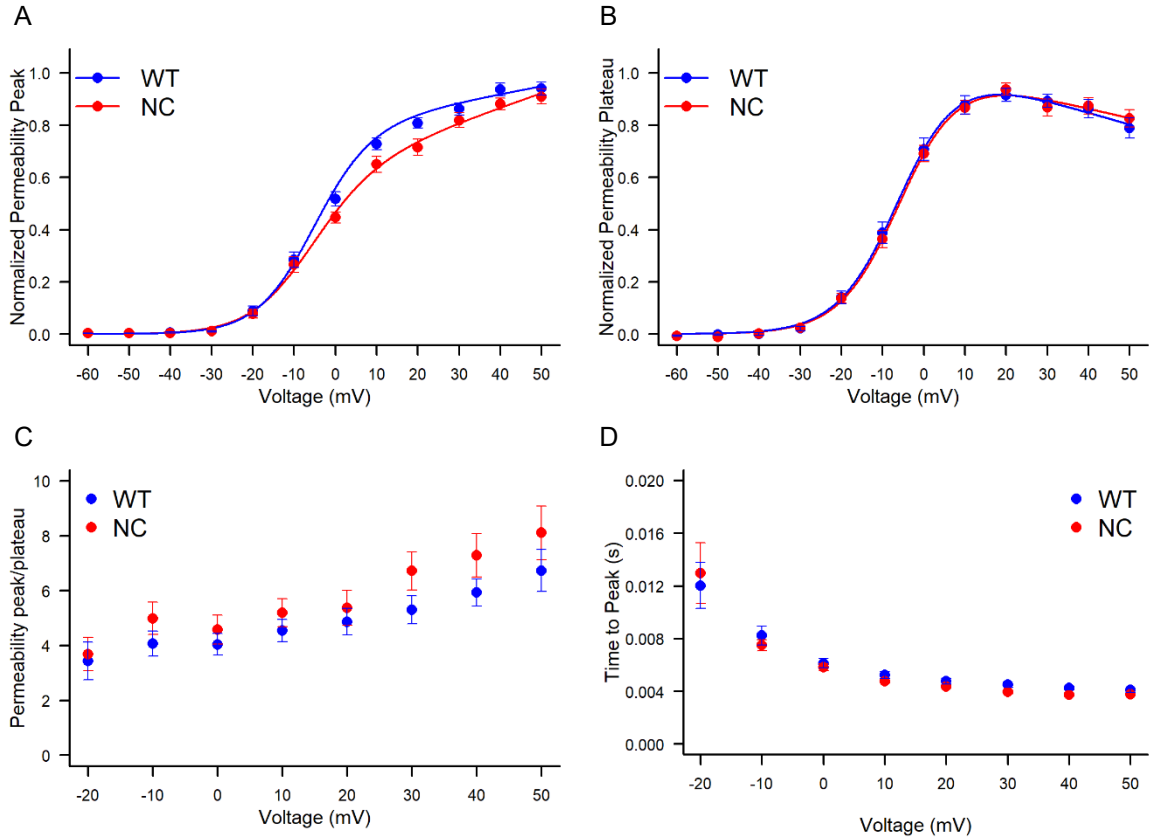 A
Normalized Permeability Peak
1.0
0.8
0.6
0.4
0.2
0.0
WT
NC
-60 -50 -40 -30 -20 -10 0 10 20 30 40 50
Voltage (mV)
B
Normalized Permeability Plateau
1.0
0.8
0.6
0.4
0.2
0.0
WT
NC
-60 -50 -40 -30 -20 -10 0 10 20 30 40 50
Voltage (mV)
C
Permeability peak/plateau
10
8
6
4
2
0
WT
NC
-20 -10 0 10 20 30 40 50
Voltage (mV)
D
Time to Peak (s)
0.020
0.016
0.012
0.008
0.004
0.000
WT
NC
-20 -10 0 10 20 30 40 50
Voltage (mV)